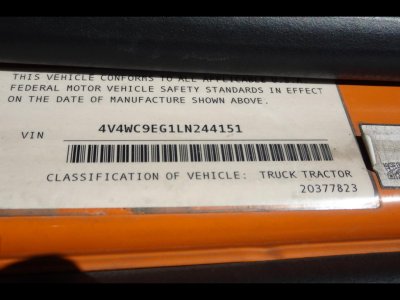 THIS VEHICLE CONFORMS TO ALL APPLICABLE U.S.
FEDERAL MOTOR VEHICLE SAFETY STANDARDS IN EFFECT
ON THE DATE OF MANUFACTURE SHOWN ABOVE.
VIN 4V4WC9EG1LN244151
CLASSIFICATION OF VEHICLE: TRUCK TRACTOR
20377823